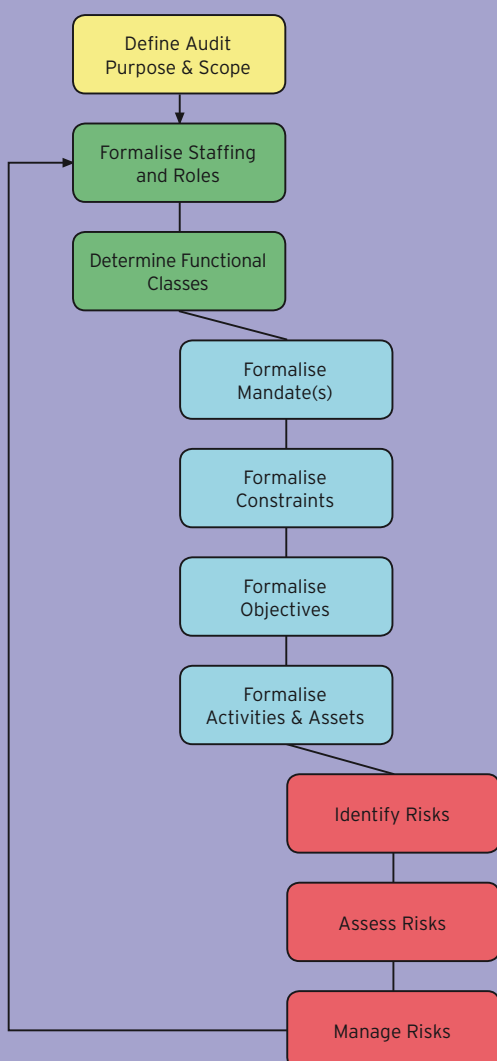 Define Audit
Purpose & Scope
Formalise Staffing
and Roles
Determine Functional
Classes
Formalise
Mandate(s)
Formalise
Constraints
Formalise
Objectives
Formalise
Activities & Assets
Identify Risks
Assess Risks
Manage Risks